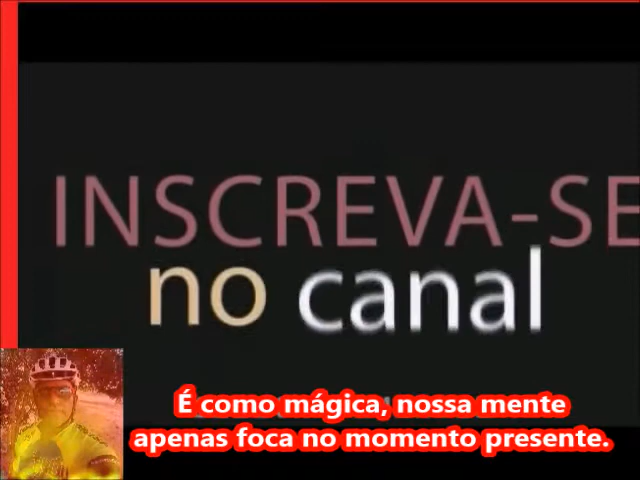 INSCREVA-SE
no canal
É como mágica, nossa mente
apenas foca no momento presente.